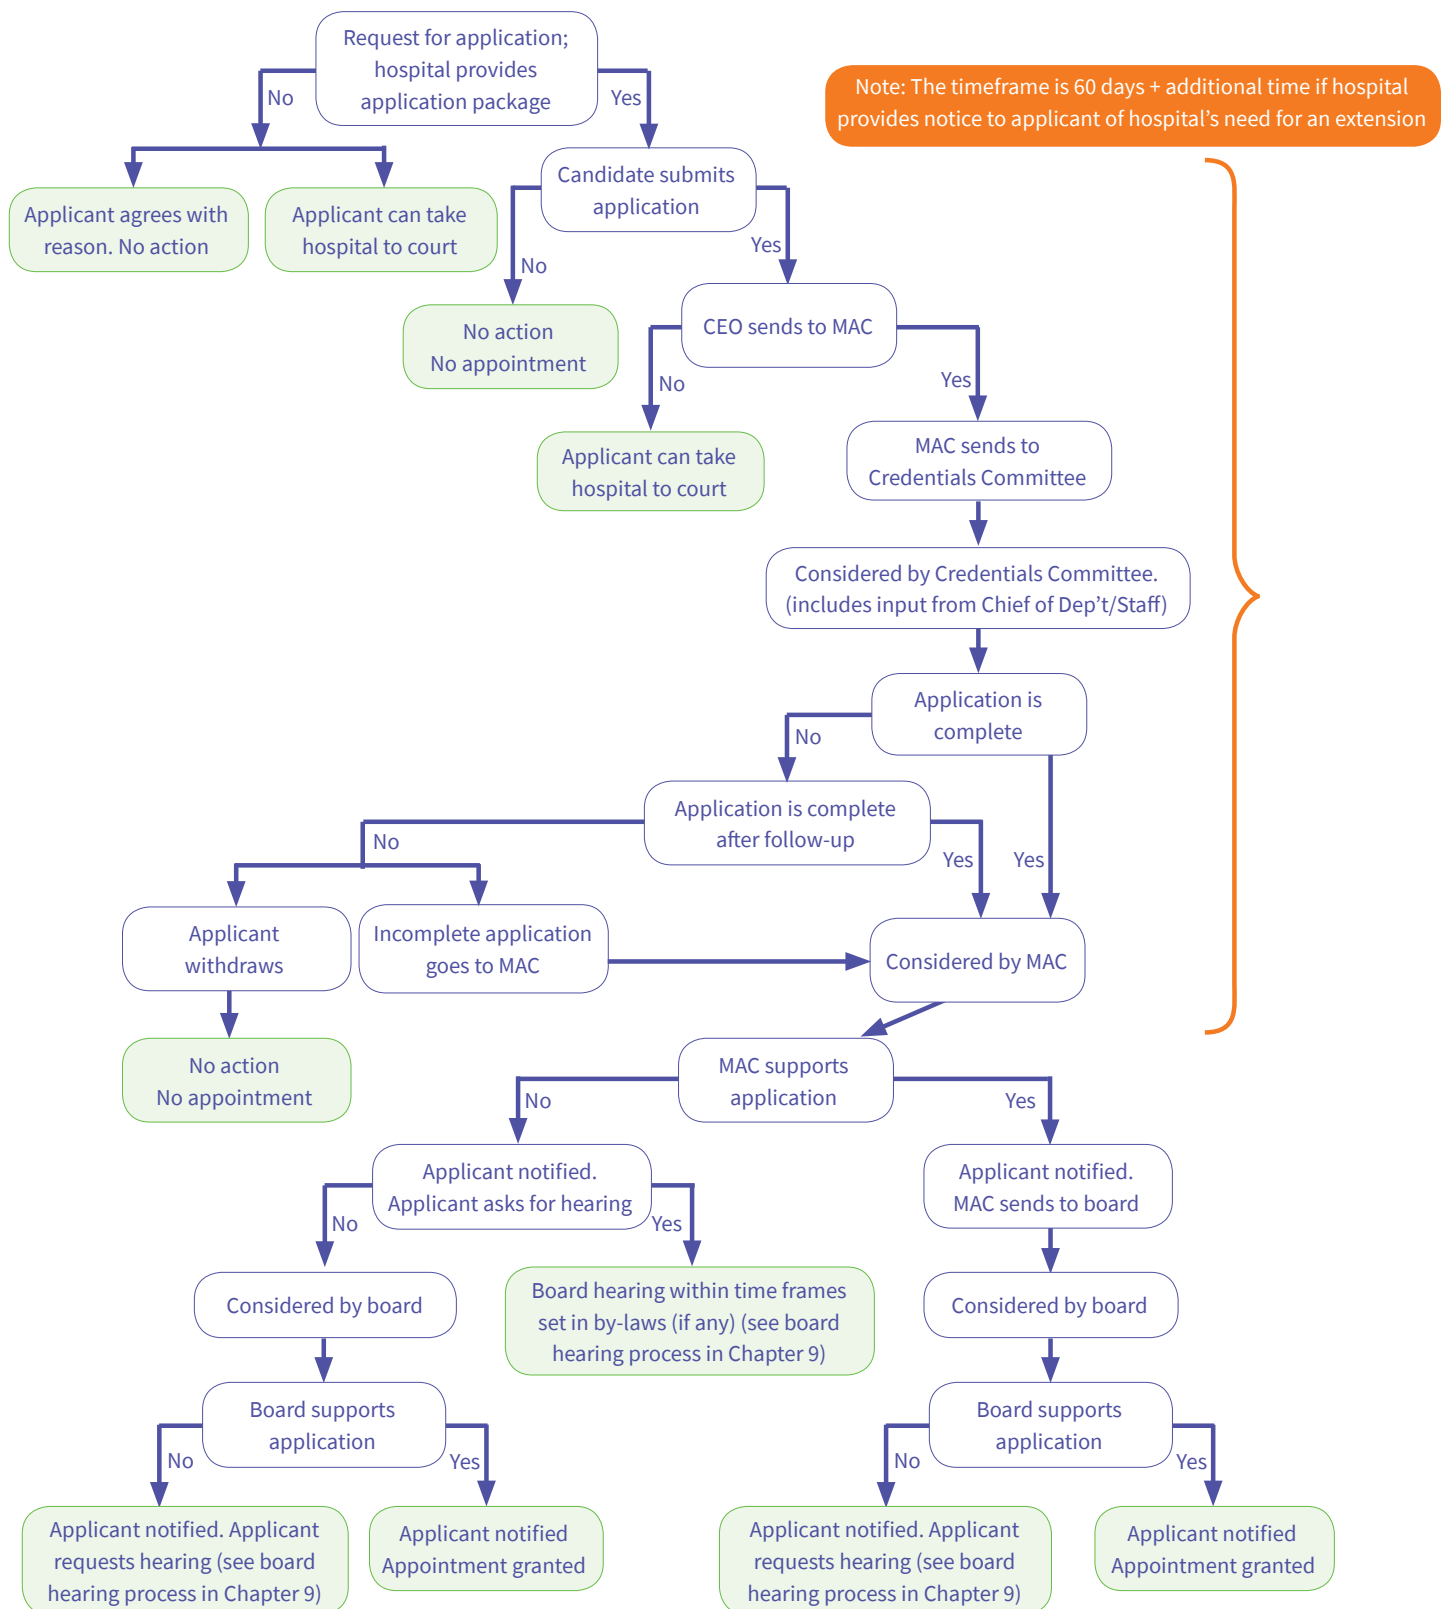 Request for application;
hospital provides
application package
No
Yes
Note: The timeframe is 60 days + additional time if hospital
provides notice to applicant of hospital’s need for an extension
Applicant agrees with
reason. No action
Applicant can take
hospital to court
Candidate submits
application
No
Yes
No action
No appointment
CEO sends to MAC
No
Yes
Applicant can take
hospital to court
MAC sends to
Credentials Committee
Considered by Credentials Committee.
(includes input from Chief of Dep’t/Staff)
Application is
complete
No
Yes
Application is complete
after follow-up
No
Yes
Applicant
withdraws
Incomplete application
goes to MAC
Considered by MAC
No action
No appointment
MAC supports
application
No
Yes
Applicant notified.
Applicant asks for hearing
No
Yes
Applicant notified.
MAC sends to board
Considered by board
Board hearing within time frames
set in by-laws (if any) (see board
hearing process in Chapter 9)
Considered by board
Board supports
application
No
Yes
Board supports
application
No
Yes
Applicant notified. Applicant
requests hearing (see board
hearing process in Chapter 9)
Applicant notified
Appointment granted
Applicant notified. Applicant
requests hearing (see board
hearing process in Chapter 9)
Applicant notified
Appointment granted